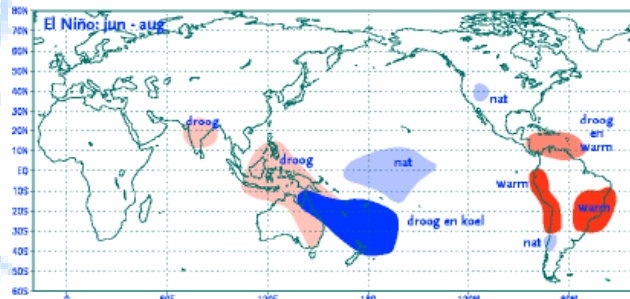 El Niño: jun - aug
80N
70N
60N
50N
40N
30N
20N
10N
EQ
10S
20S
30S
40S
50S
60S
nat
droog
en
warm
droog
droog
nat
warm
warm
droog en koel
nat
0